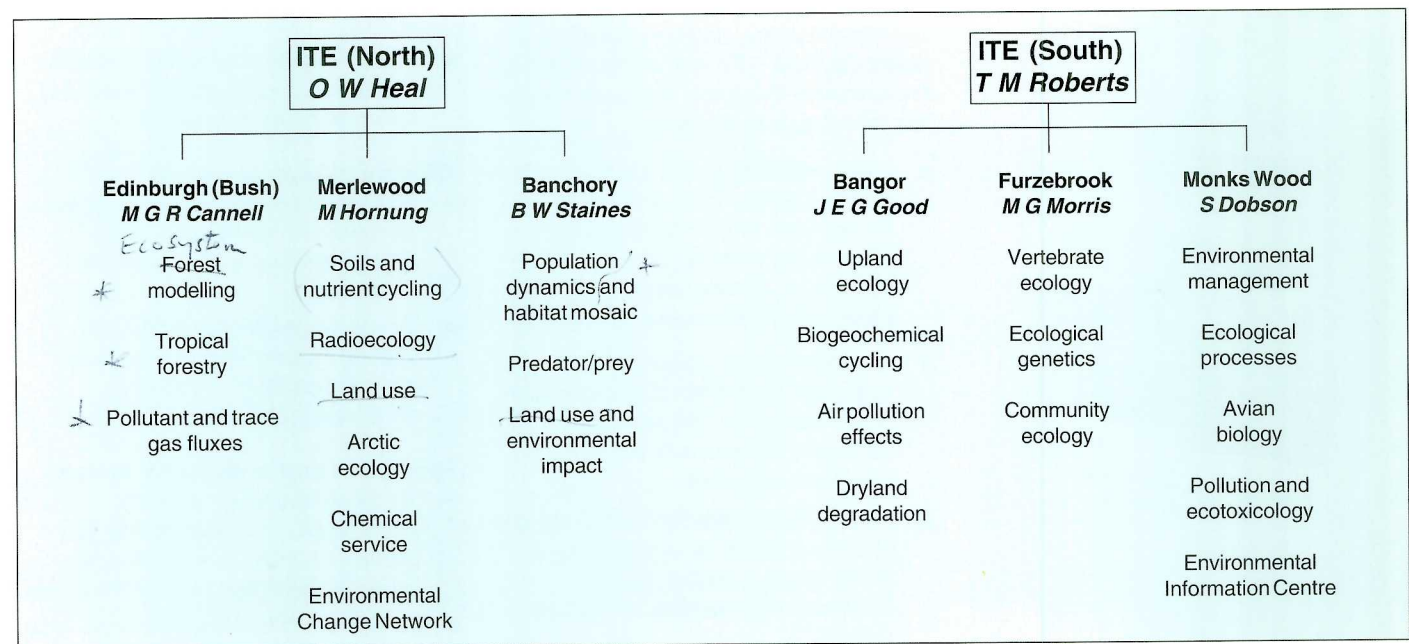 ITE (North)
O W Heal
ITE (South)
T M Roberts
Edinburgh (Bush)
M G R Cannell
Ecosystem
Forest
modelling
Tropical
forestry
Pollutant and trace
gas fluxes
Merlewood
M Hornung
Soils and
nutrient cycling
Radioecology
Land use
Arctic
ecology
Chemical
service
Environmental
Change Network
Banchory
B W Staines
Population
dynamics and
habitat mosaic
Predator/prey
Land use and
environmental
impact
Bangor
J E G Good
Upland
ecology
Biogeochemical
cycling
Air pollution
effects
Dryland
degradation
Furzebrook
M G Morris
Vertebrate
ecology
Ecological
genetics
Community
ecology
Monks Wood
S Dobson
Environmental
management
Ecological
processes
Avian
biology
Pollution and
ecotoxicology
Environmental
Information Centre